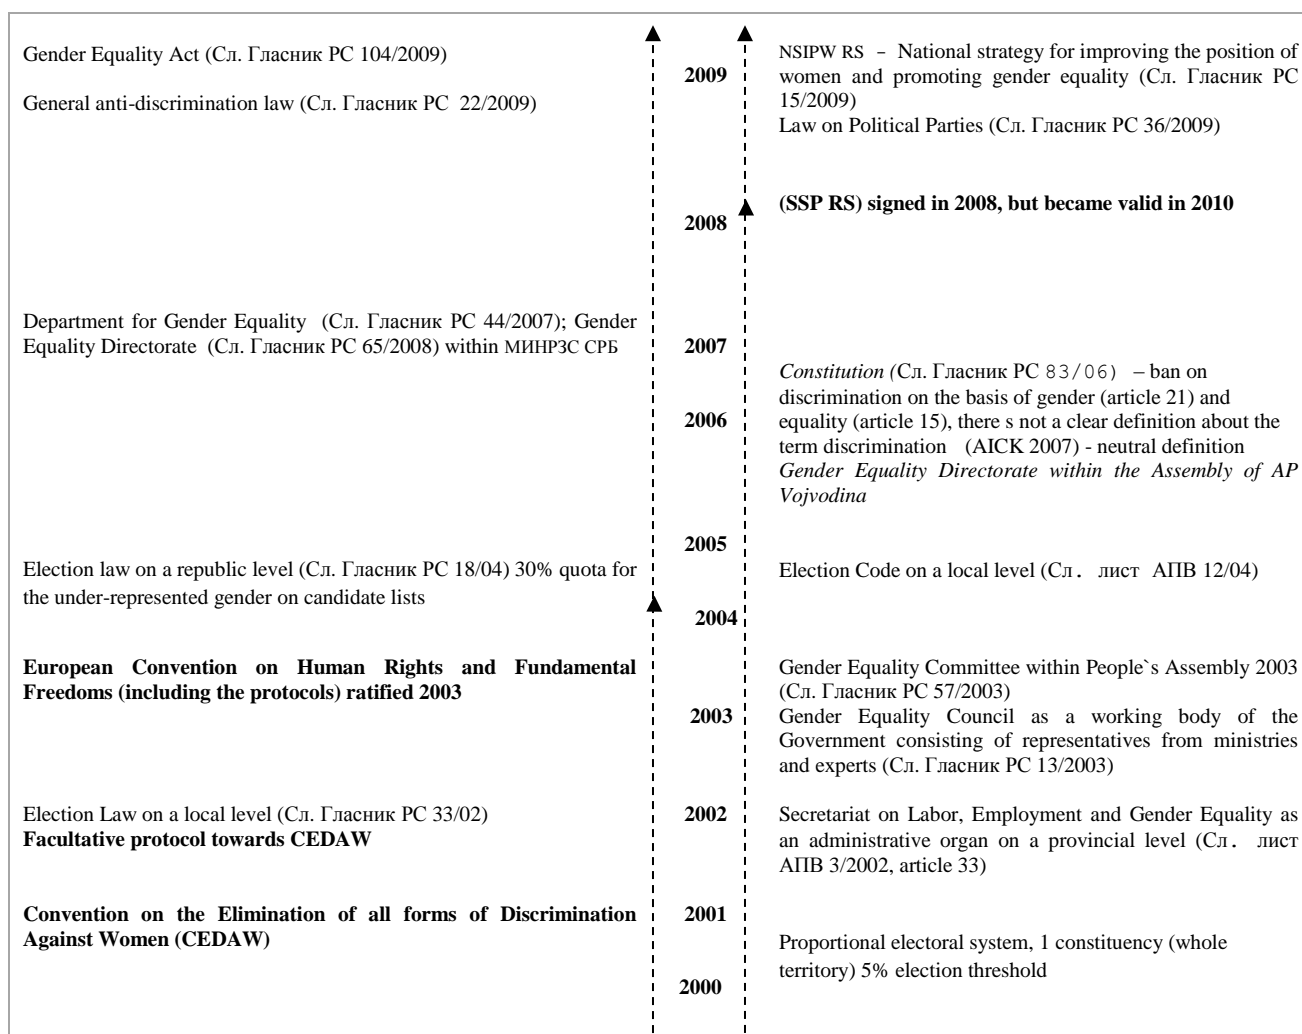 Gender Equality Act (Сл. Гласник РС 104/2009)
General anti-discrimination law (Сл. Гласник РС 22/2009)
2009
NSIPW RS – National strategy for improving the position of
women and promoting gender equality (Сл. Гласник РС
15/2009)
Law on Political Parties (Сл. Гласник РС 36/2009)
(SSP RS) signed in 2008, but became valid in 2010
2008
Department for Gender Equality (Сл. Гласник РС 44/2007); Gender
Equality Directorate (Сл. Гласник РС 65/2008) within МИНРЗС СРБ
2007
Constitution (Сл. Гласник РС 83/06) – ban on
discrimination on the basis of gender (article 21) and
equality (article 15), there s not a clear definition about the
term discrimination (AICK 2007) - neutral definition
Gender Equality Directorate within the Assembly of AP
Vojvodina
2006
2005
Election law on a republic level (Сл. Гласник РС 18/04) 30% quota for
the under-represented gender on candidate lists
Election Code on a local level (Сл. лист АПВ 12/04)
2004
European Convention on Human Rights and Fundamental
Freedoms (including the protocols) ratified 2003
Gender Equality Committee within People`s Assembly 2003
(Сл. Гласник РС 57/2003)
2003
Gender Equality Council as a working body of the
Government consisting of representatives from ministries
and experts (Сл. Гласник РС 13/2003)
Election Law on a local level (Сл. Гласник РС 33/02)
Facultative protocol towards CEDAW
2002
Secretariat on Labor, Employment and Gender Equality as
an administrative organ on a provincial level (Сл. лист
АПВ 3/2002, article 33)
Convention on the Elimination of all forms of Discrimination
Against Women (CEDAW)
2001
Proportional electoral system, 1 constituency (whole
territory) 5% election threshold
2000